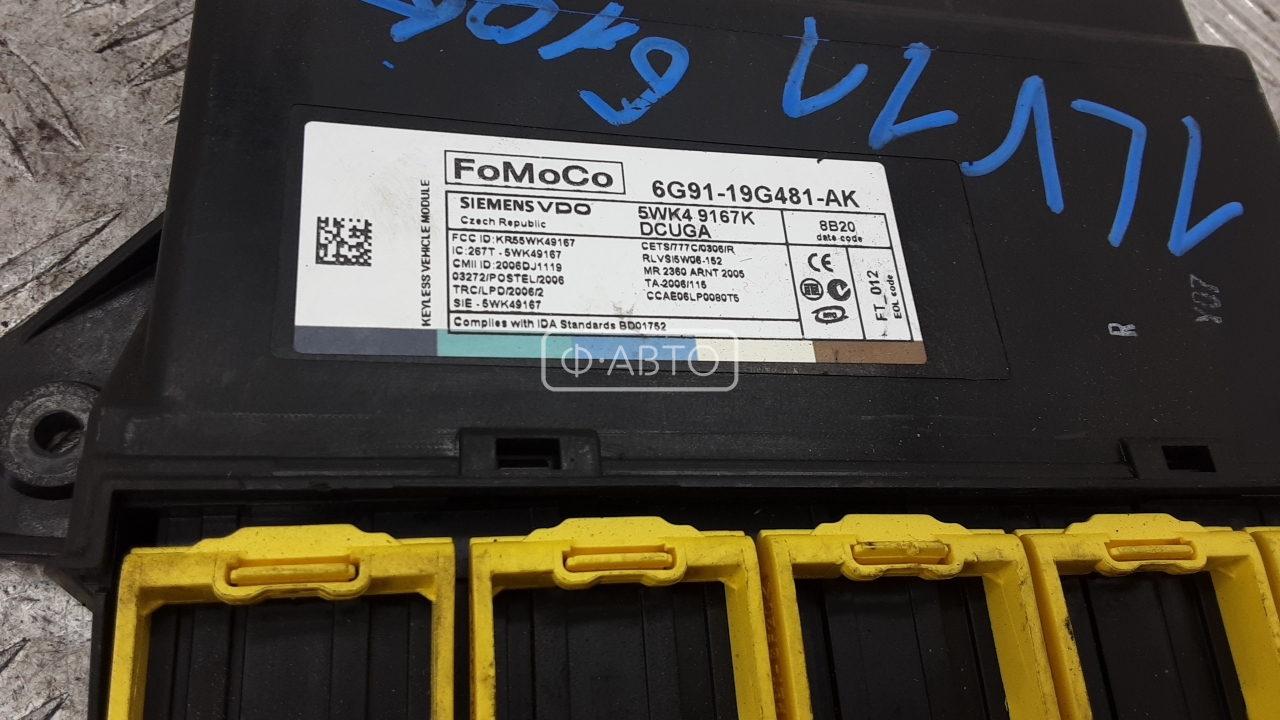 KEYLESS VEHICLE MODULE
FoMoCo
6G91-19G481-AK
SIEMENS VDO
Czech Republic
5WK4 9167K
DCUGA
8B20
date code
FCC ID:KR55WK49167
IC:267T - 5WK49167
CMII ID:2006DJ1119
03272/POSTEL/2006
TRC/LPD/2006/2
SIE - 5WK49167
CETS/777C/0306/R
RLVSI5W06-152
MR 2360 ARNT 2005
TA-2006/115
CCAE06LP0080T5
CE
FT_012
EOL code
Complies with IDA Standards BD01752
Ф·АВТО
R